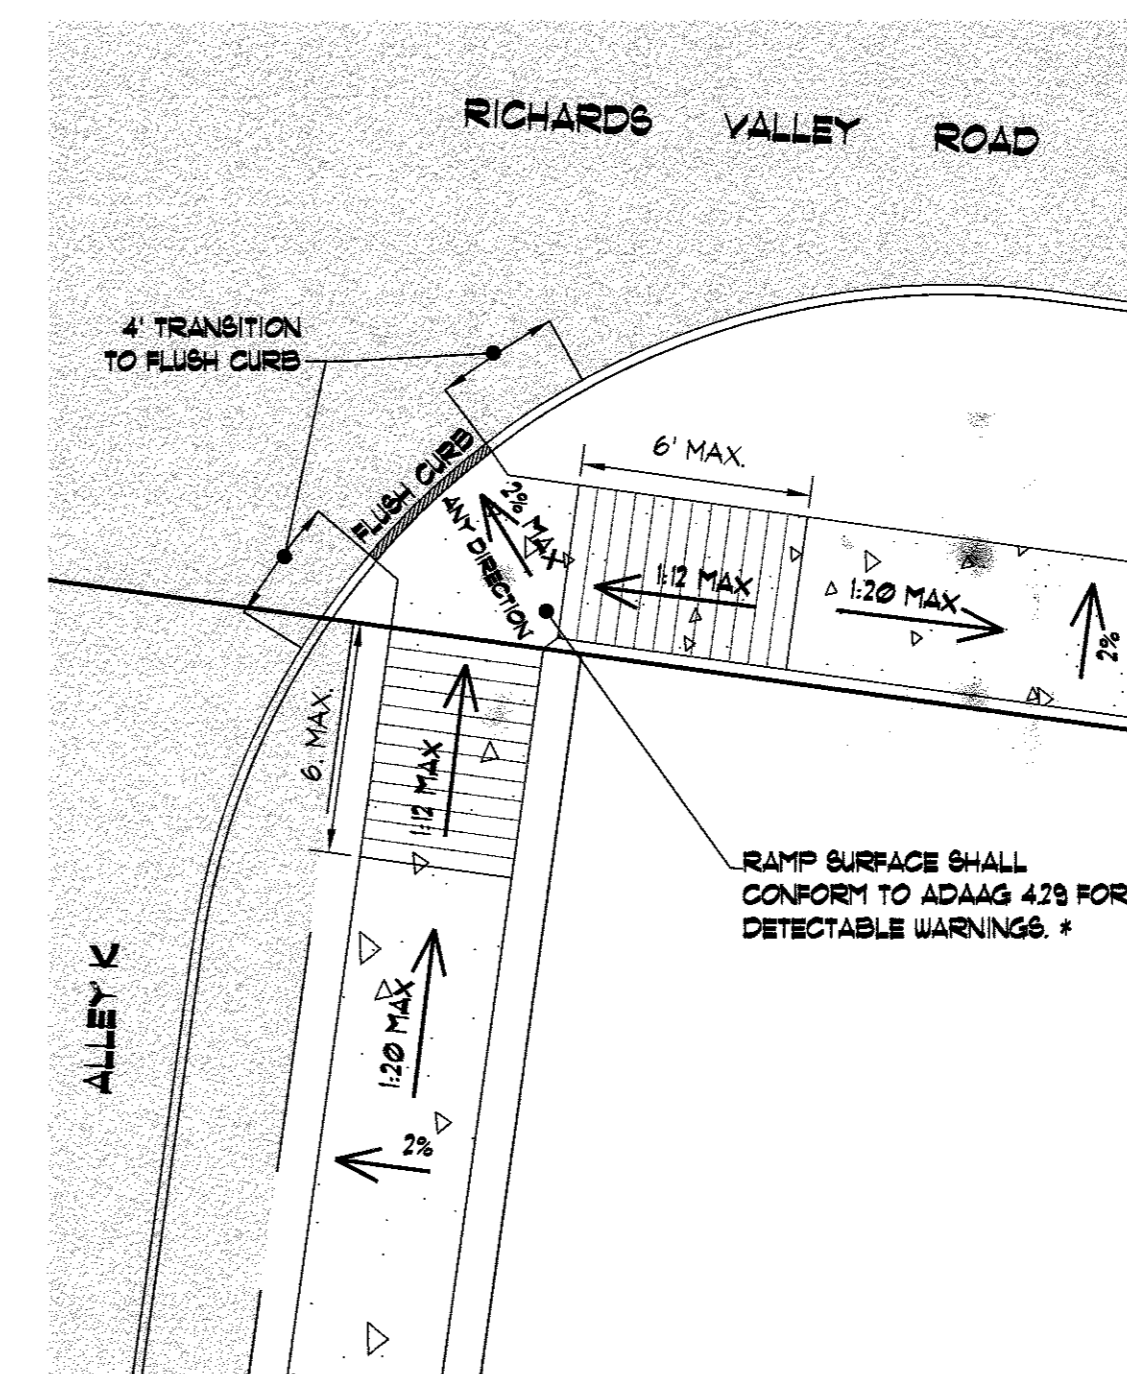 RICHARDS VALLEY ROAD
4' TRANSITION
TO FLUSH CURB
FLUSH CURB
2% MAX
ANY DIRECTION
6' MAX.
1:12 MAX
1:20 MAX
2%
6. MAX.
1:12 MAX
RAMP SURFACE SHALL
CONFORM TO ADAAG 4.29 FOR
DETECTABLE WARNINGS. *
ALLEY K
1:20 MAX
2%